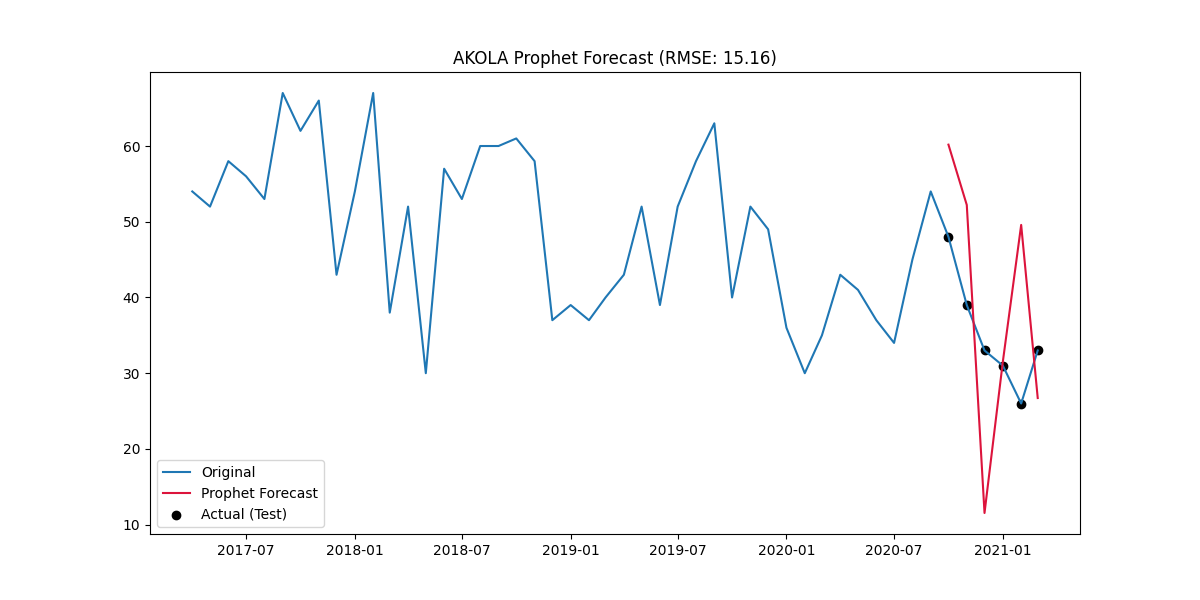 AKOLA Prophet Forecast (RMSE: 15.16)
60
50
40
30
20
10
Original
Prophet Forecast
Actual (Test)
2017-07 2018-01 2018-07 2019-01 2019-07 2020-01 2020-07 2021-01